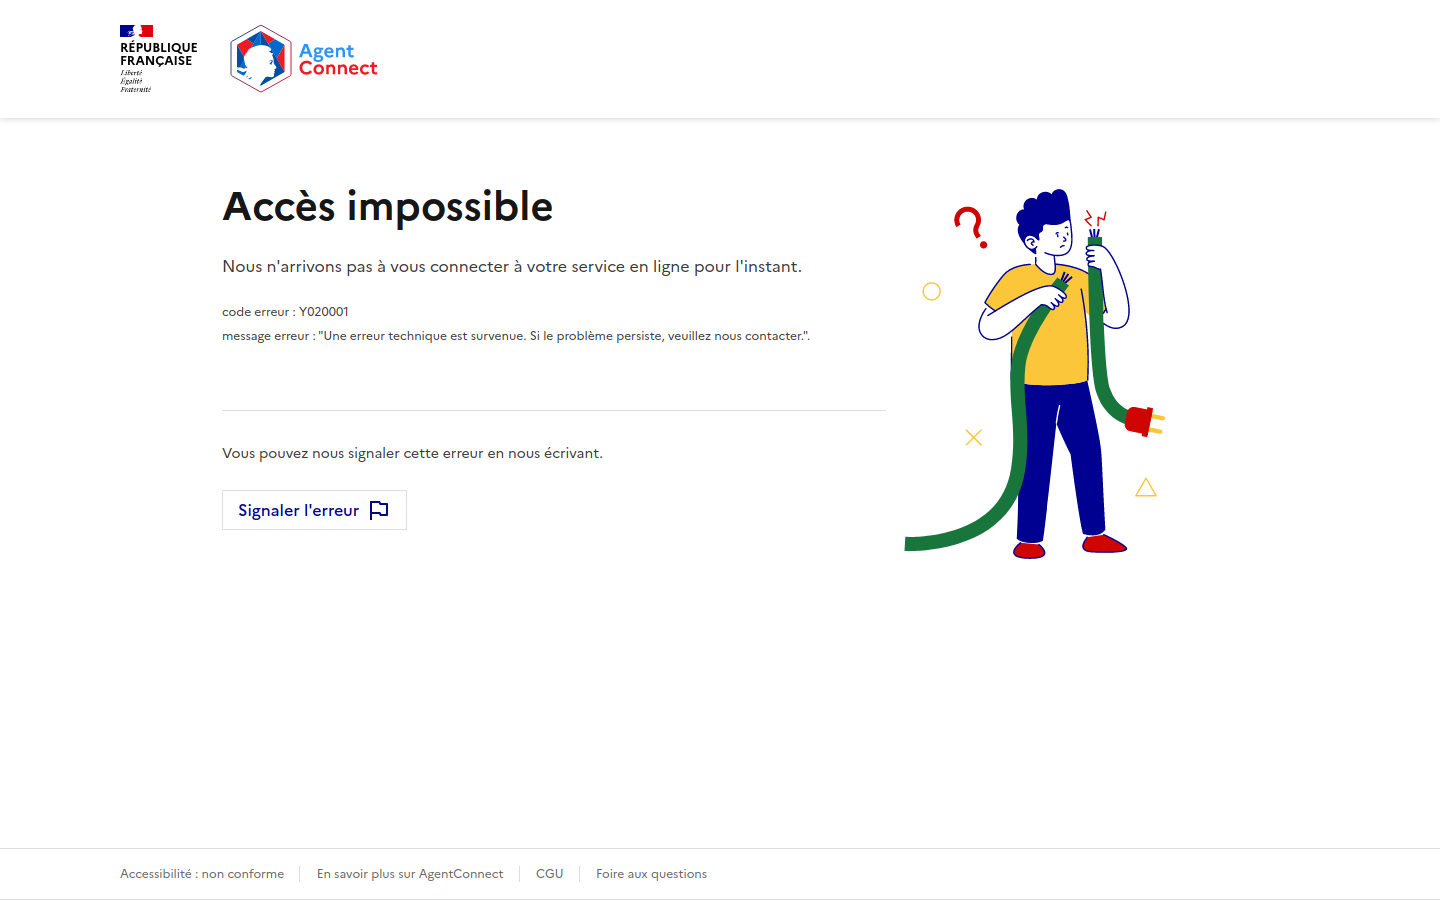 RÉPUBLIQUE
FRANÇAISE
Liberté
Égalité
Fraternité
Agent
Connect
Accès impossible
Nous n'arrivons pas à vous connecter à votre service en ligne pour l'instant.
code erreur : Y020001
message erreur : "Une erreur technique est survenue. Si le problème persiste, veuillez nous contacter.".
Vous pouvez nous signaler cette erreur en nous écrivant.
Signaler l'erreur
Accessibilité : non conforme
En savoir plus sur AgentConnect
CGU
Foire aux questions